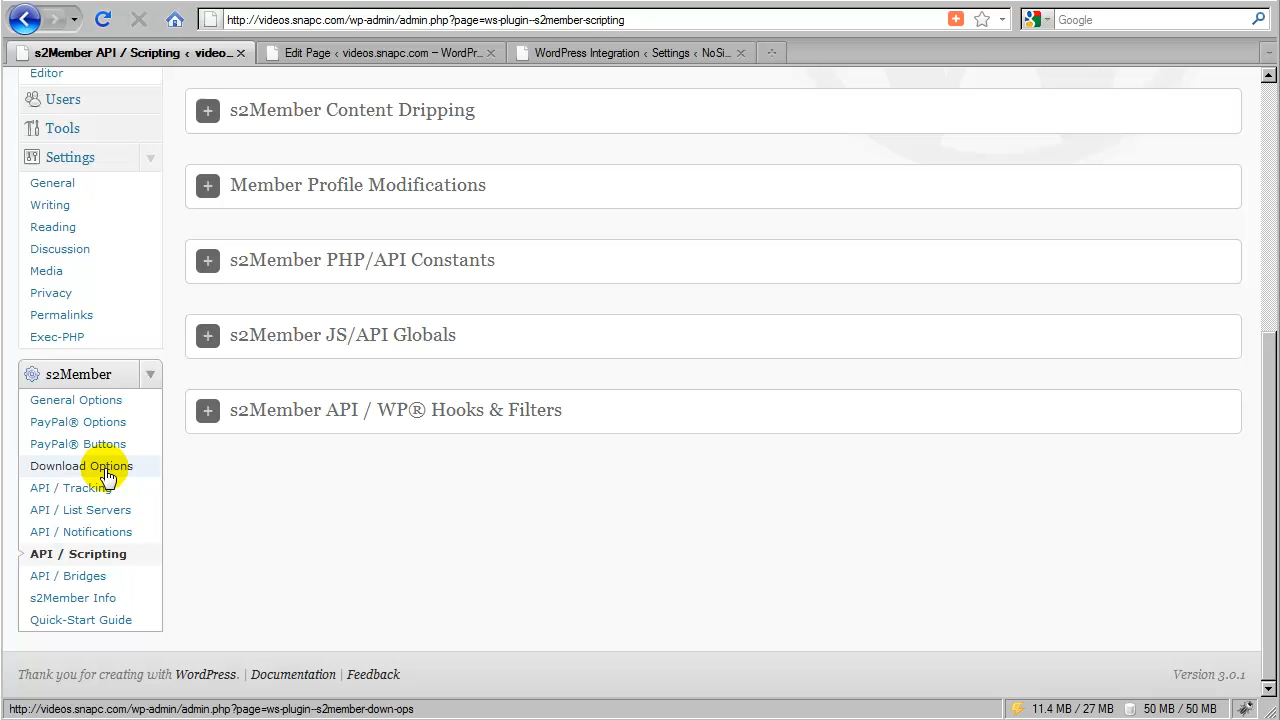 http://videos.snapc.com/wp-admin/admin.php?page=ws-plugin--s2member-scripting
Google
s2Member API / Scripting ‹ video...
Edit Page ‹ videos.snapc.com — WordPr...
WordPress Integration ‹ Settings ‹ NoSi...
Editor
Users
Tools
Settings
General
Writing
Reading
Discussion
Media
Privacy
Permalinks
Exec-PHP
s2Member
General Options
PayPal® Options
PayPal® Buttons
Download Options
API / Tracking
API / List Servers
API / Notifications
API / Scripting
API / Bridges
s2Member Info
Quick-Start Guide
s2Member Content Dripping
Member Profile Modifications
s2Member PHP/API Constants
s2Member JS/API Globals
s2Member API / WP® Hooks & Filters
Thank you for creating with WordPress. | Documentation | Feedback
Version 3.0.1
http://videos.snapc.com/wp-admin/admin.php?page=ws-plugin--s2member-down-ops
11.4 MB / 27 MB
50 MB / 50 MB